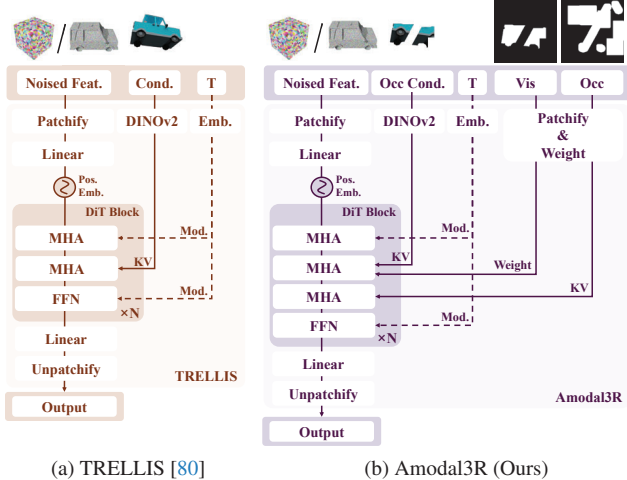 Noised Feat. Cond. T
Patchify DINOv2 Emb.
Linear
Pos.
Emb.
DiT Block
Mod.
MHA
KV
MHA
Mod.
FFN
×N
Linear
Unpatchify
TRELLIS
Output
(a) TRELLIS [80]
Noised Feat. Occ Cond. T Vis Occ
Patchify DINOv2 Emb. Patchify
&
Weight
Linear
Pos.
Emb.
DiT Block
Mod.
MHA
KV
MHA
Weight
MHA
KV
Mod.
FFN
×N
Linear
Unpatchify
Amodal3R
Output
(b) Amodal3R (Ours)